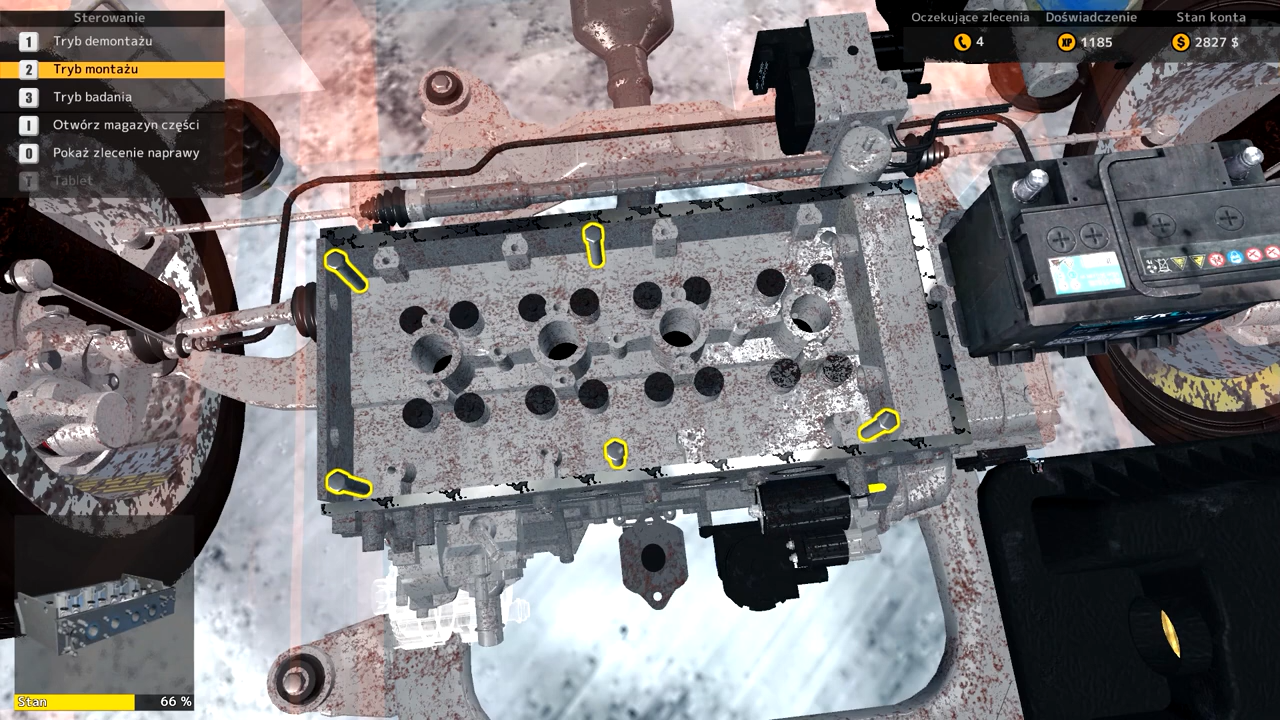 Sterowanie
1 Tryb demontażu
2 Tryb montażu
3 Tryb badania
I Otwórz magazyn części
O Pokaż zlecenie naprawy
T Tablet
Oczekujące zlecenia
4
Doświadczenie
XP 1185
Stan konta
$ 2827 $
Stan 66 %